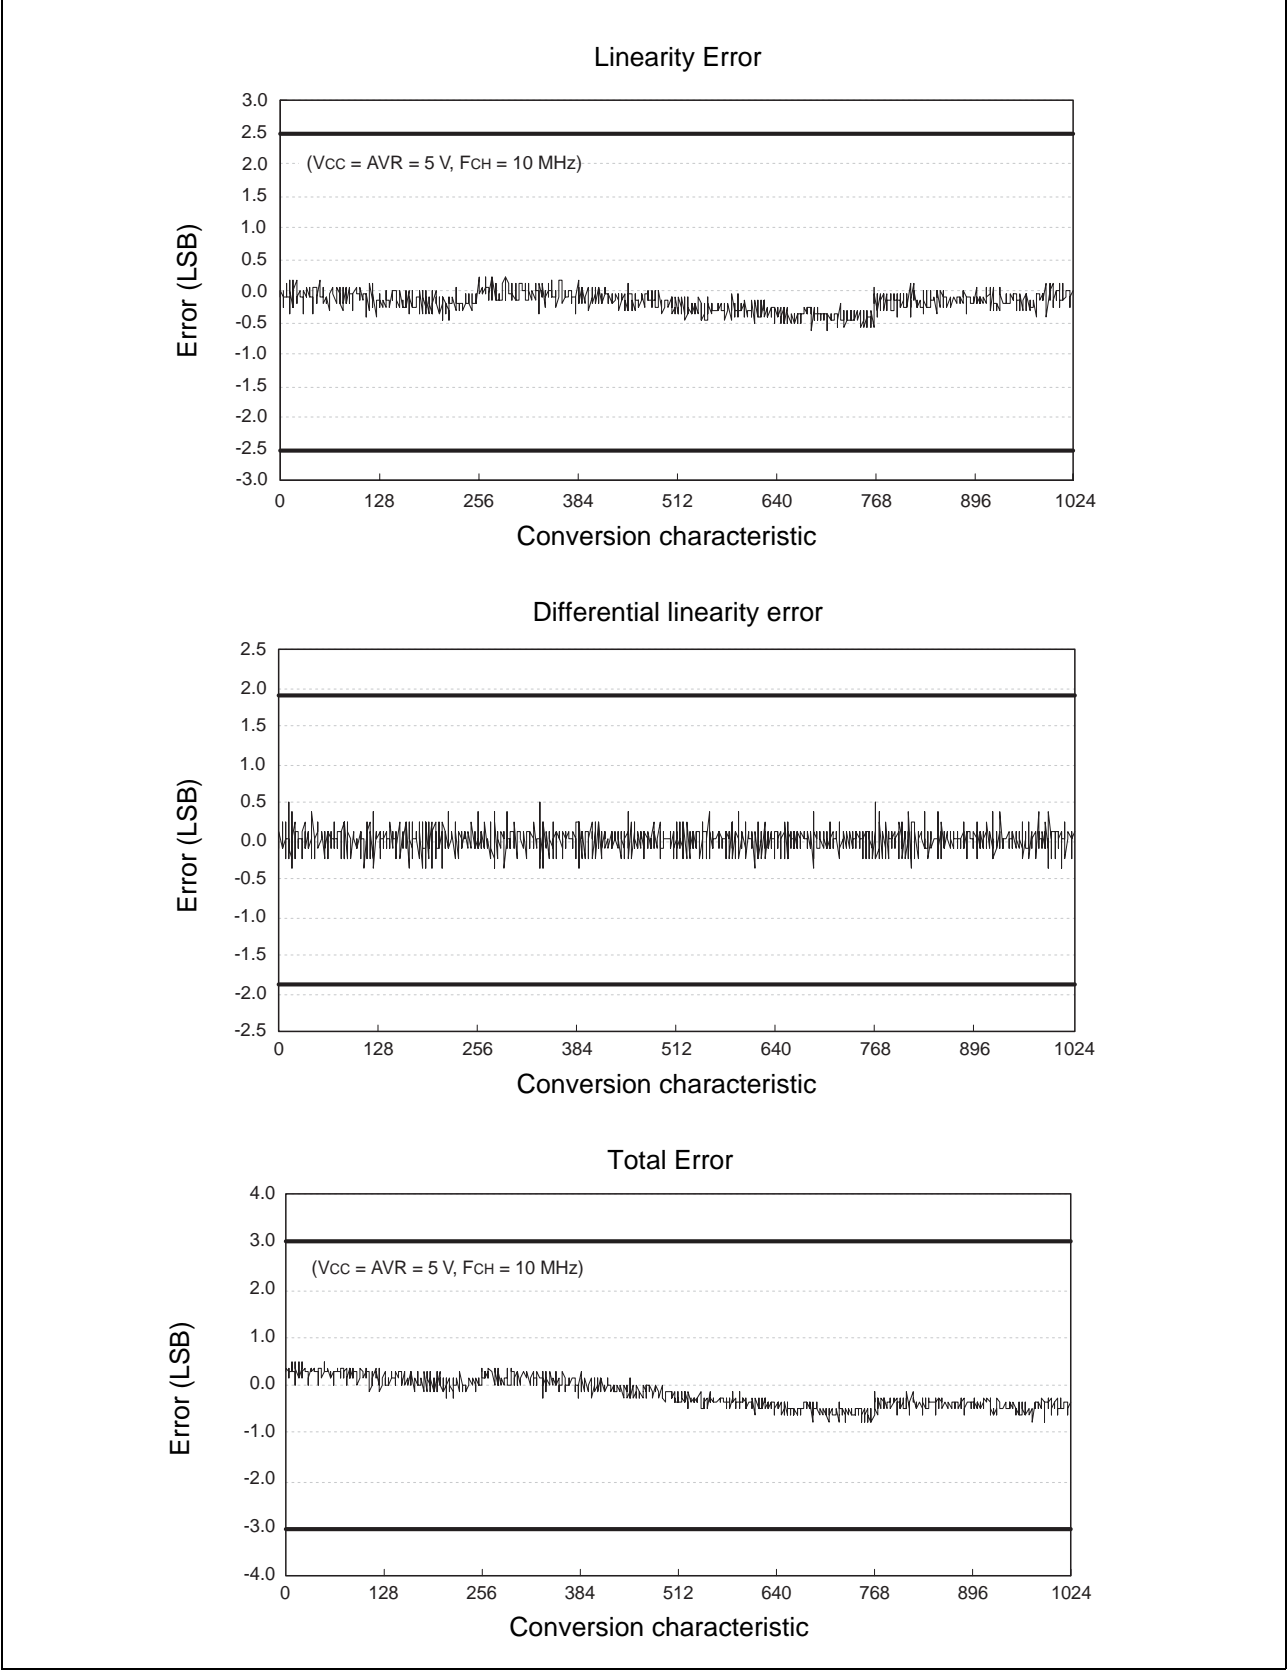 Linearity Error
3.0
2.5
2.0
(VCC = AVR = 5 V, FCH = 10 MHz)
1.5
1.0
0.5
0.0
-0.5
-1.0
-1.5
-2.0
-2.5
-3.0
Error (LSB)
0 128 256 384 512 640 768 896 1024
Conversion characteristic
Differential linearity error
2.5
2.0
1.5
1.0
0.5
0.0
-0.5
-1.0
-1.5
-2.0
-2.5
Error (LSB)
0 128 256 384 512 640 768 896 1024
Conversion characteristic
Total Error
4.0
3.0
(VCC = AVR = 5 V, FCH = 10 MHz)
2.0
1.0
0.0
-1.0
-2.0
-3.0
-4.0
Error (LSB)
0 128 256 384 512 640 768 896 1024
Conversion characteristic